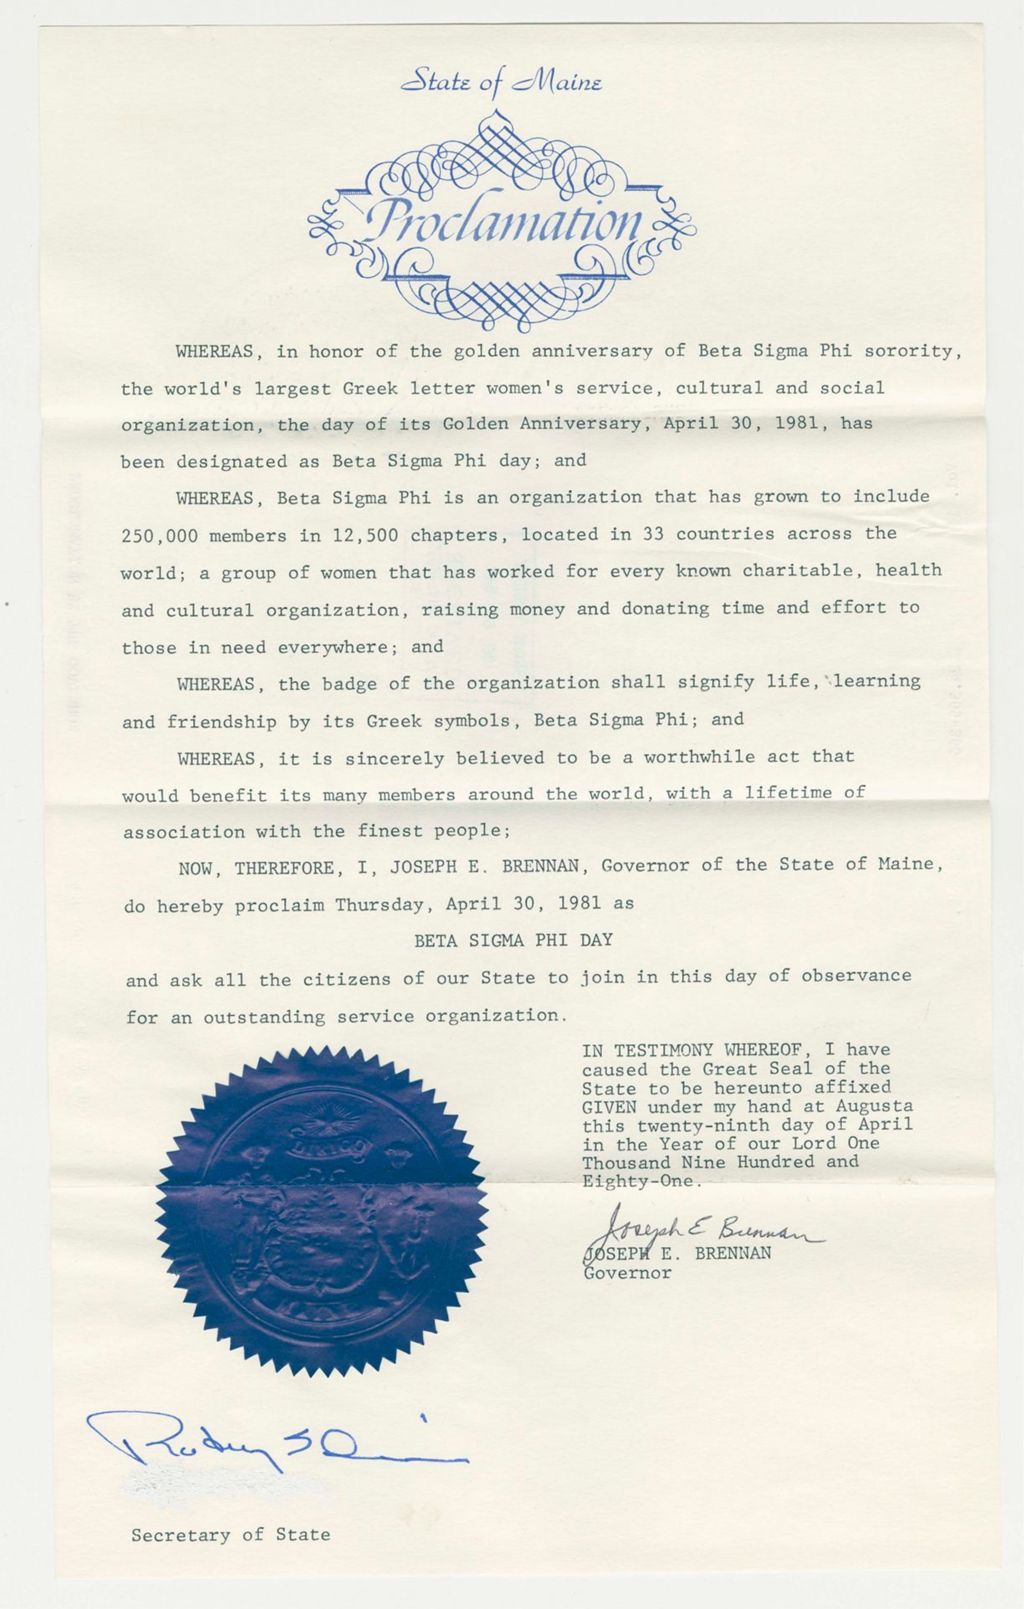 State of Maine
Proclamation
WHEREAS, in honor of the golden anniversary of Beta Sigma Phi sorority,
the world's largest Greek letter women's service, cultural and social
organization, the day of its Golden Anniversary, April 30, 1981, has
been designated as Beta Sigma Phi day; and
WHEREAS, Beta Sigma Phi is an organization that has grown to include
250,000 members in 12,500 chapters, located in 33 countries across the
world; a group of women that has worked for every known charitable, health
and cultural organization, raising money and donating time and effort to
those in need everywhere; and
WHEREAS, the badge of the organization shall signify life, learning
and friendship by its Greek symbols, Beta Sigma Phi; and
WHEREAS, it is sincerely believed to be a worthwhile act that
would benefit its many members around the world, with a lifetime of
association with the finest people;
NOW, THEREFORE, I, JOSEPH E. BRENNAN, Governor of the State of Maine,
do hereby proclaim Thursday, April 30, 1981 as
BETA SIGMA PHI DAY
and ask all the citizens of our State to join in this day of observance
for an outstanding service organization.
IN TESTIMONY WHEREOF, I have
caused the Great Seal of the
State to be hereunto affixed
GIVEN under my hand at Augusta
this twenty-ninth day of April
in the Year of our Lord One
Thousand Nine Hundred and
Eighty-One.
Joseph E Brennan
JOSEPH E. BRENNAN
Governor
DIRIGO
Rodney S
Secretary of State